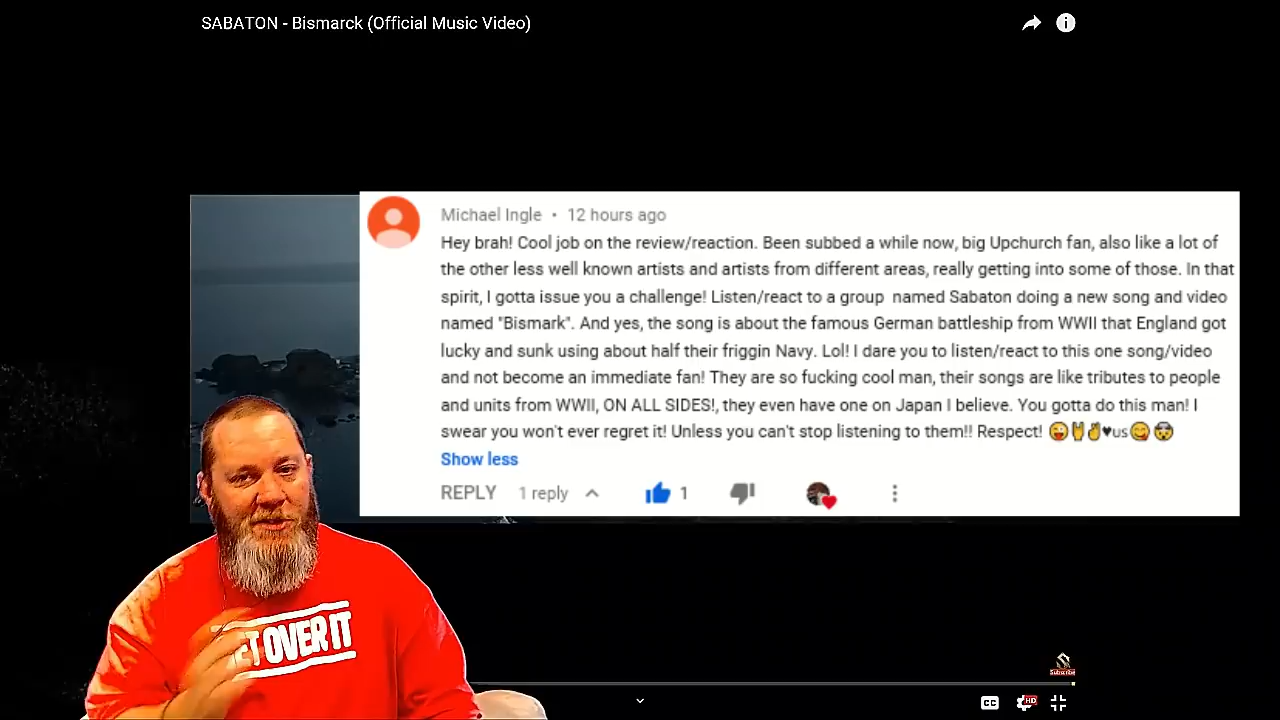 SABATON - Bismarck (Official Music Video)
Michael Ingle • 12 hours ago
Hey brah! Cool job on the review/reaction. Been subbed a while now, big Upchurch fan, also like a lot of
the other less well known artists and artists from different areas, really getting into some of those. In that
spirit, I gotta issue you a challenge! Listen/react to a group named Sabaton doing a new song and video
named "Bismark". And yes, the song is about the famous German battleship from WWII that England got
lucky and sunk using about half their friggin Navy. Lol! I dare you to listen/react to this one song/video
and not become an immediate fan! They are so fucking cool man, their songs are like tributes to people
and units from WWII, ON ALL SIDES!, they even have one on Japan I believe. You gotta do this man! I
swear you won't ever regret it! Unless you can't stop listening to them!! Respect! 😜🤘✌♥us😋🤯
Show less
REPLY 1 reply 1
ET OVER IT
Subscribe
CC HD